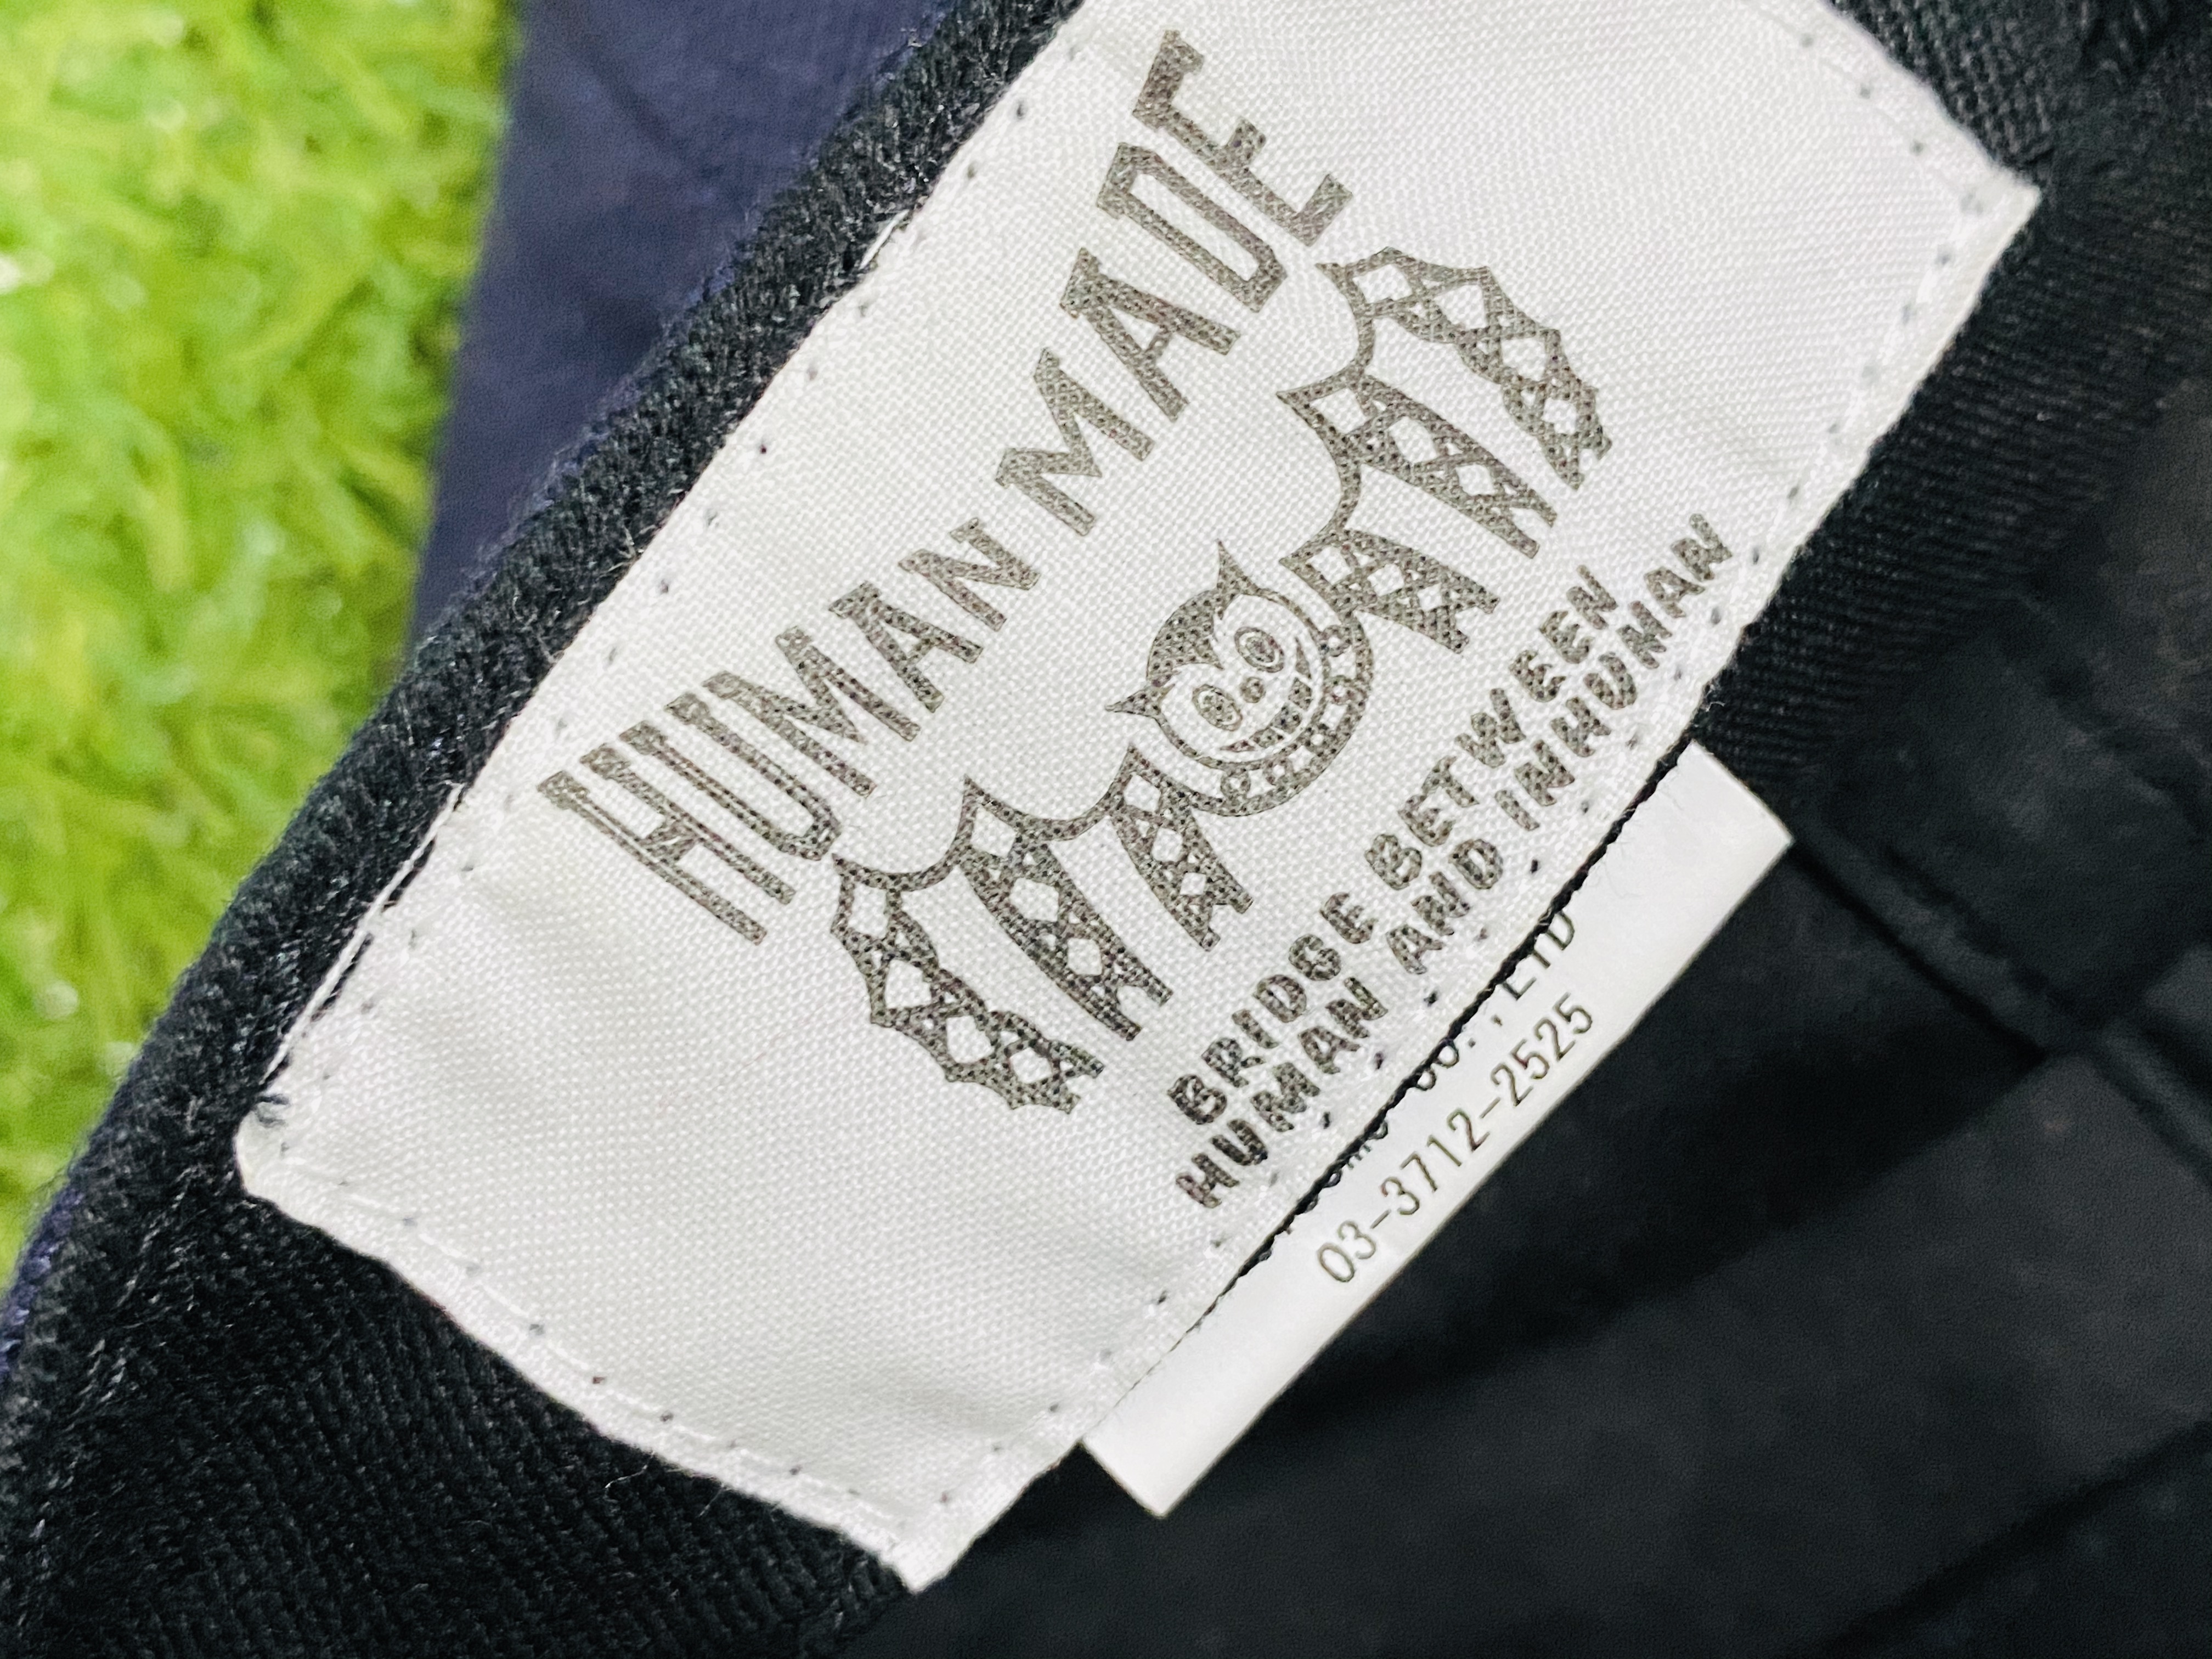 HUMAN MADE
BRIDGE BETWEEN
HUMAN AND INHUMAN
CO., LTD
03-3712-2525